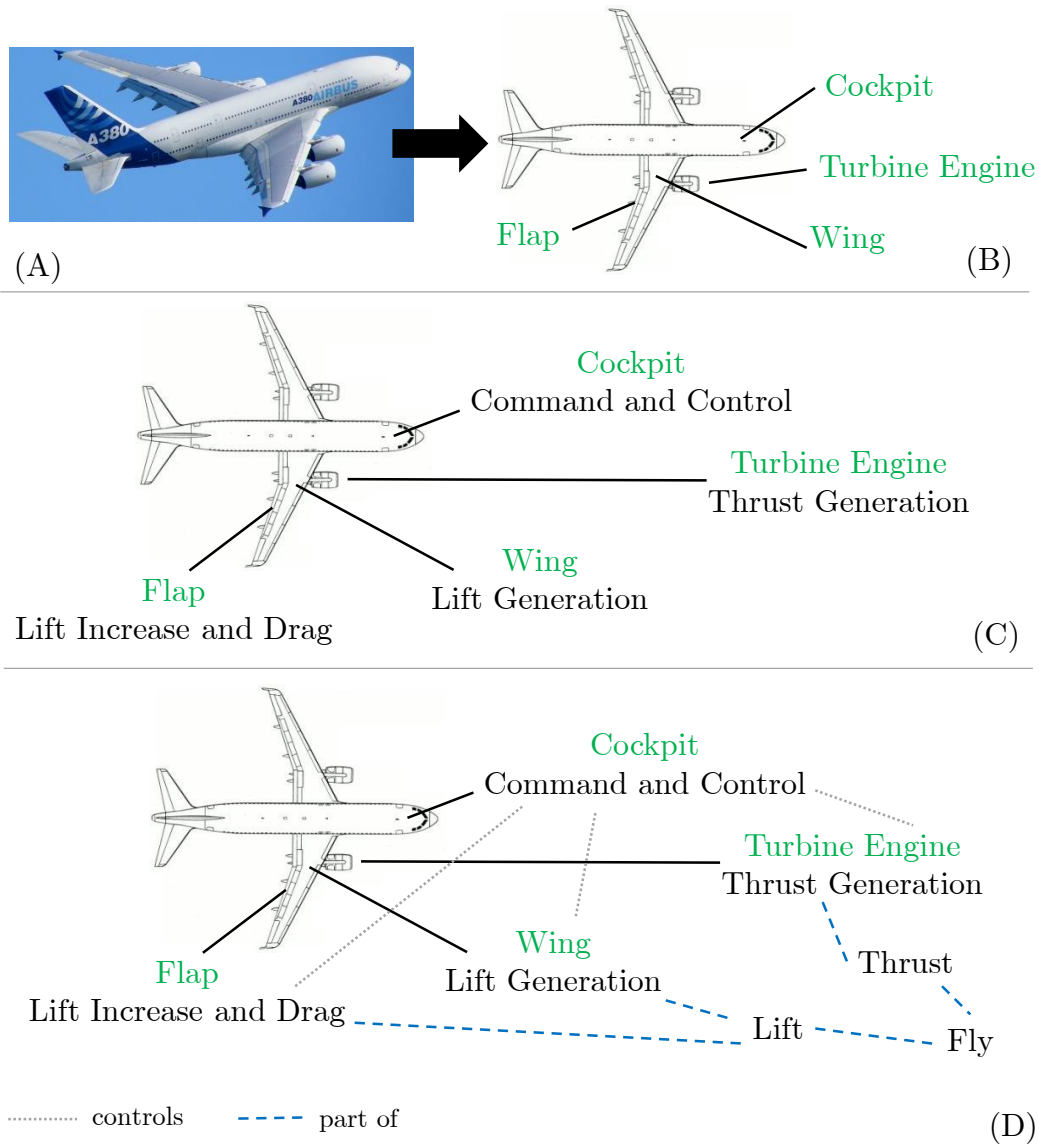 A380 AIRBUS
A380
Cockpit
Turbine Engine
Flap
Wing
(A)
(B)
Cockpit
Command and Control
Turbine Engine
Thrust Generation
Wing
Lift Generation
Flap
Lift Increase and Drag
(C)
Cockpit
Command and Control
Turbine Engine
Thrust Generation
Wing
Lift Generation
Flap
Lift Increase and Drag
Thrust
Lift
Fly
controls
part of
(D)